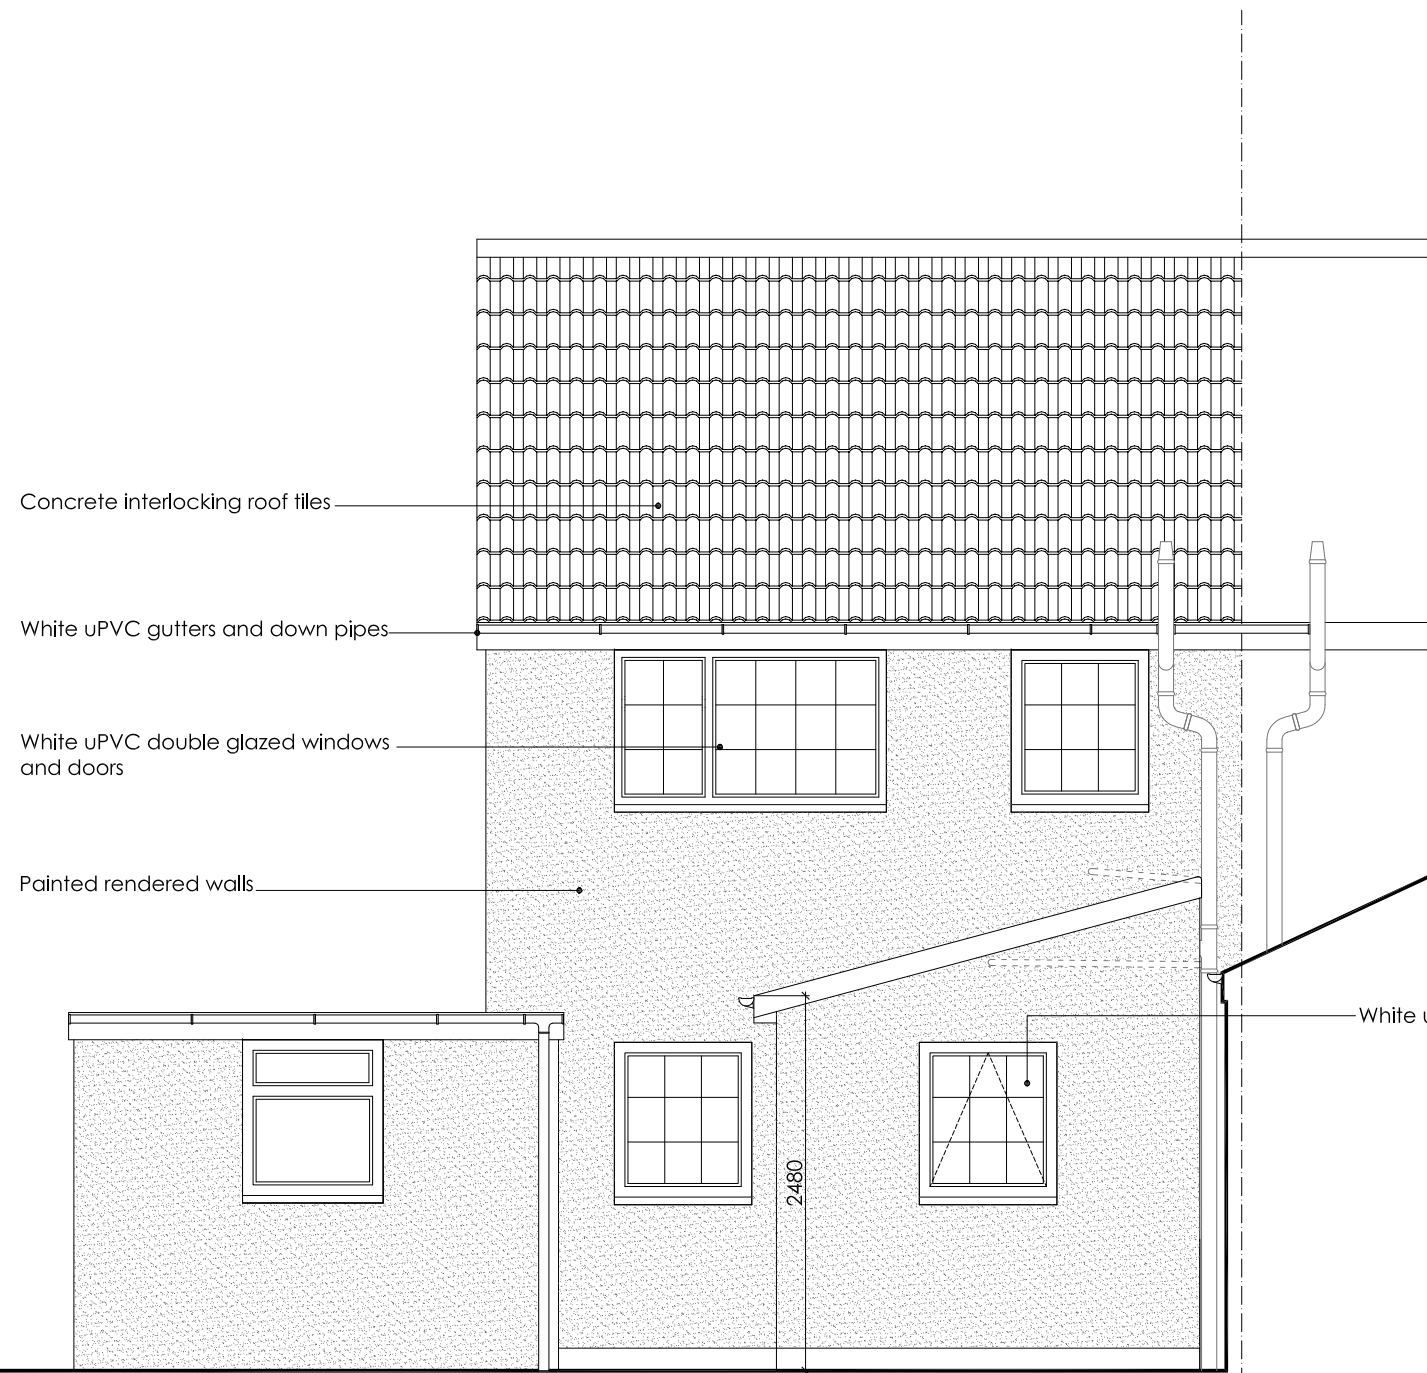 Concrete interlocking roof tiles
White uPVC gutters and down pipes
White uPVC double glazed windows
and doors
Painted rendered walls
White
2480